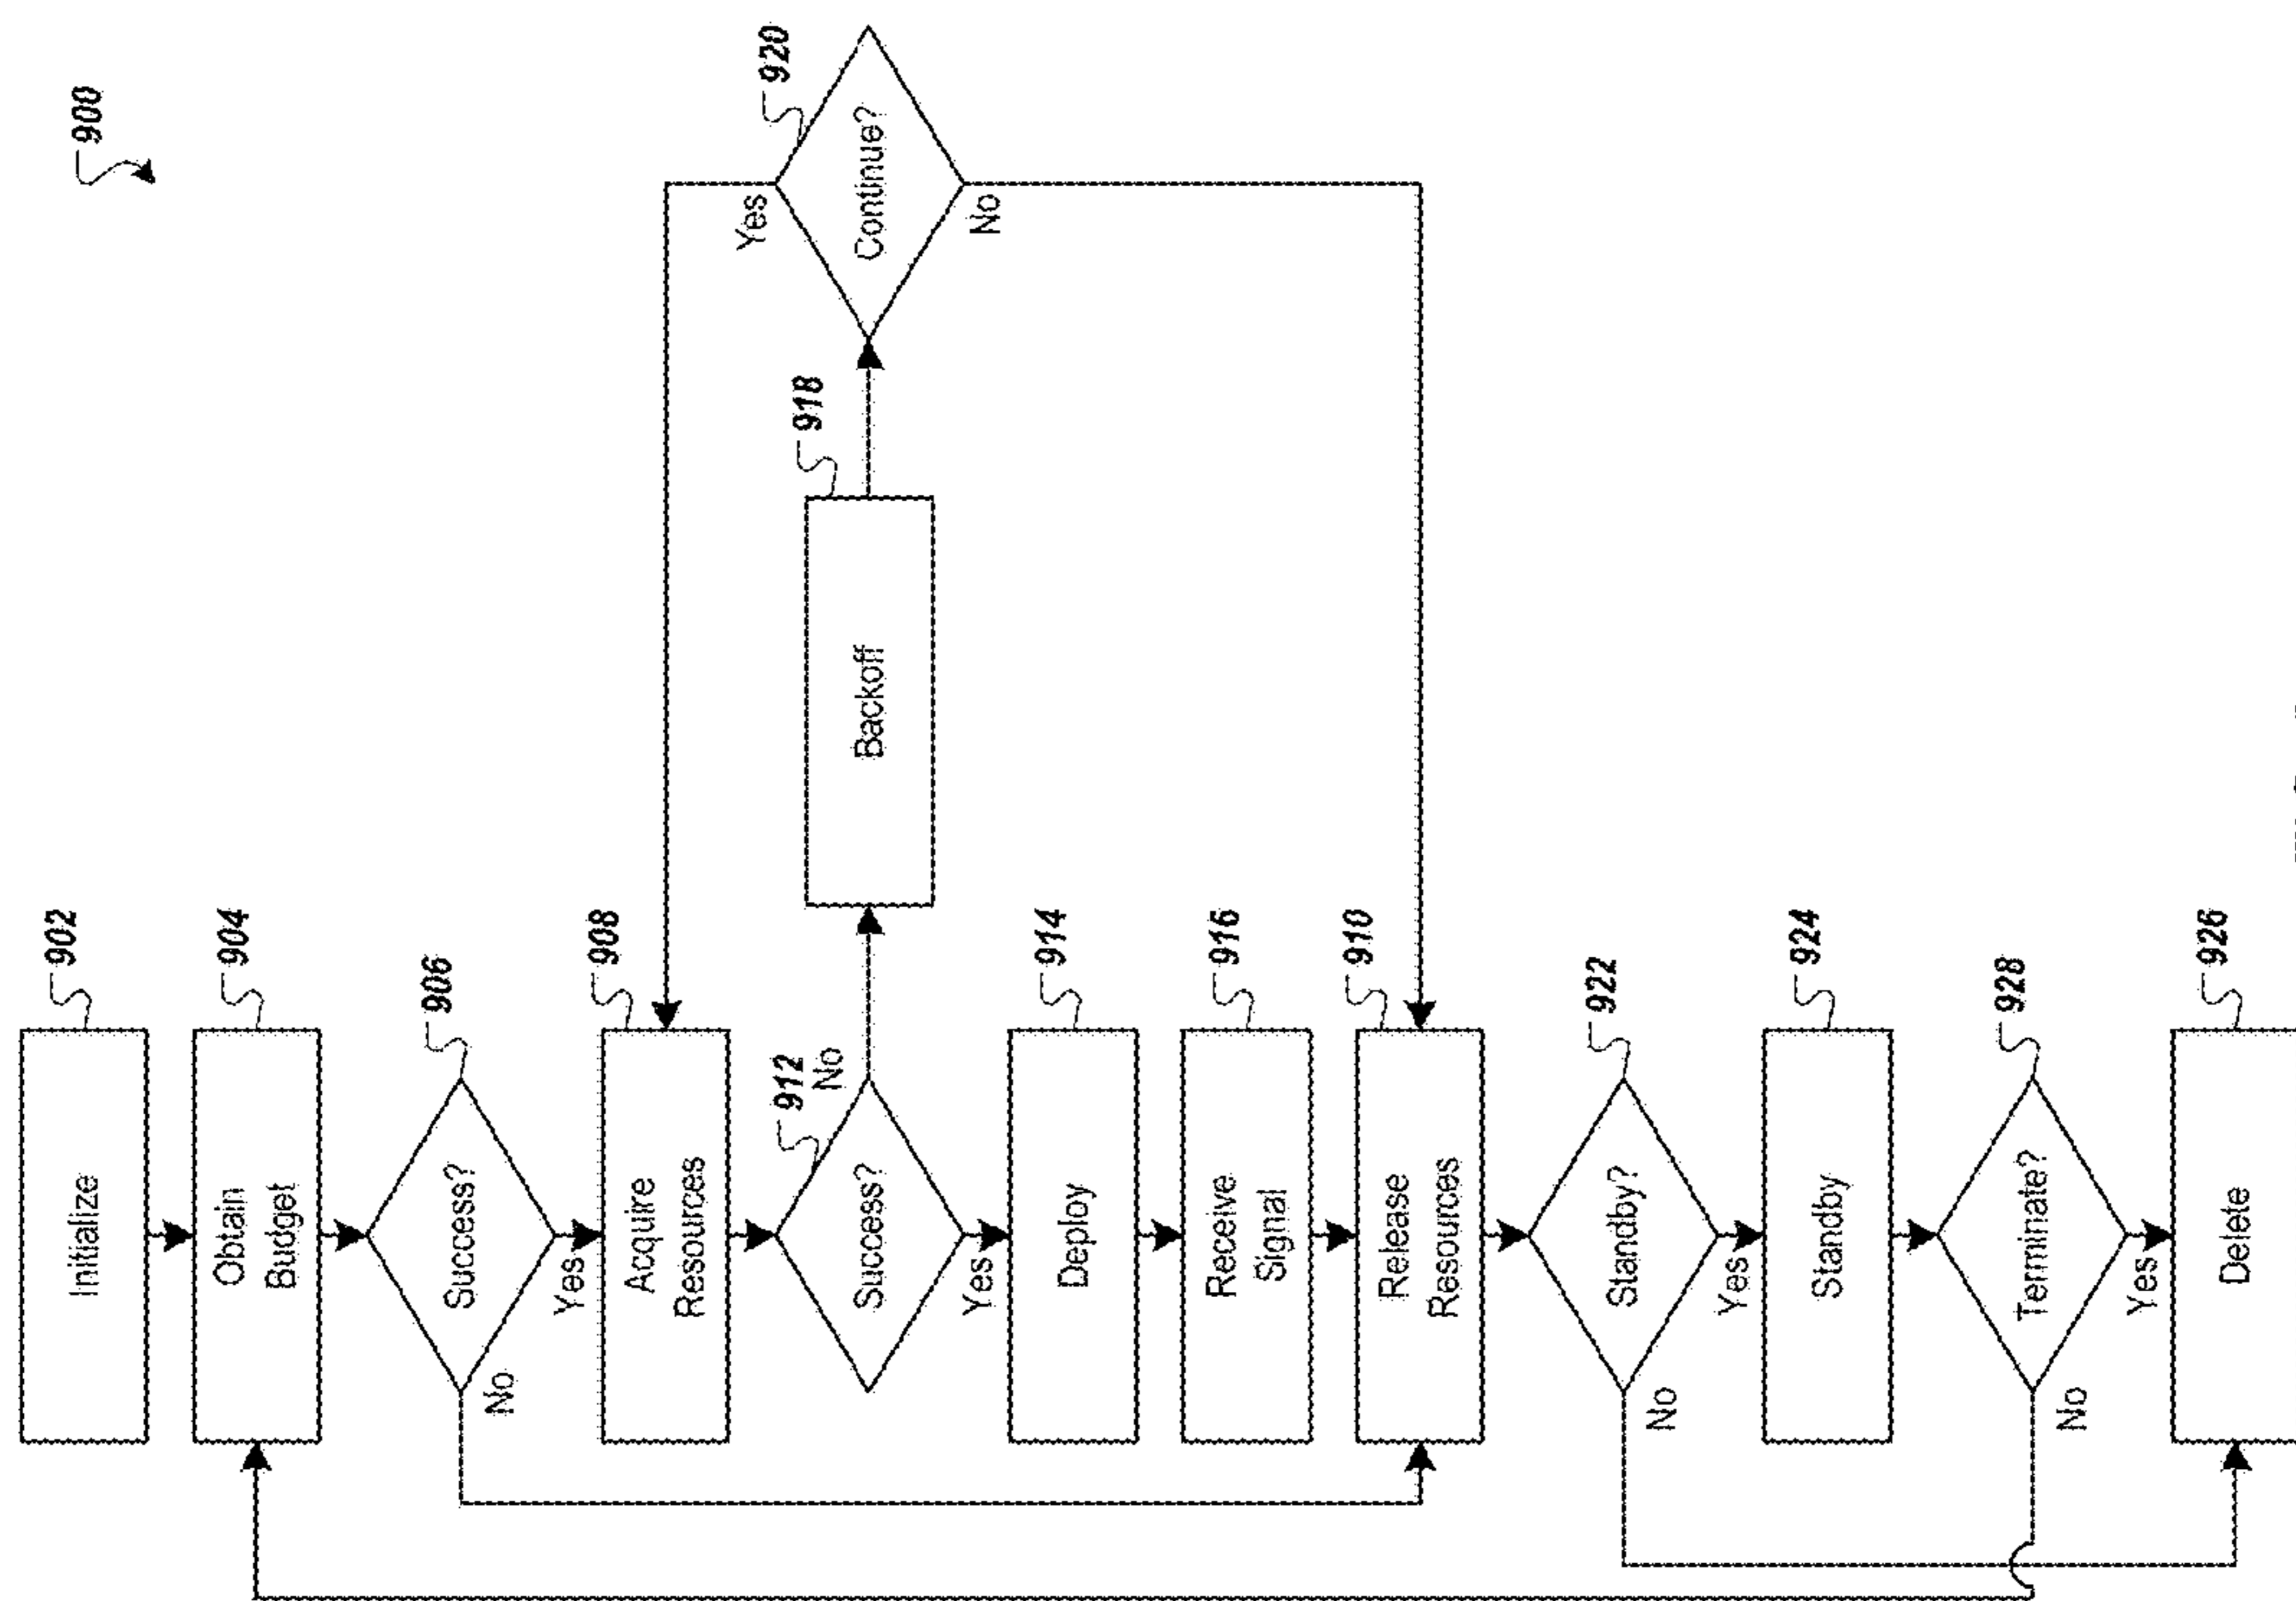 900
Initialize
902
Obtain
Budget
904
Success?
906
No
Yes
Acquire
Resources
908
Success?
912
No
Yes
Backoff
918
Continue?
920
Yes
No
Deploy
914
Receive
Signal
916
Release
Resources
910
Standby?
922
No
Yes
Standby
924
Terminate?
928
No
Yes
Delete
926